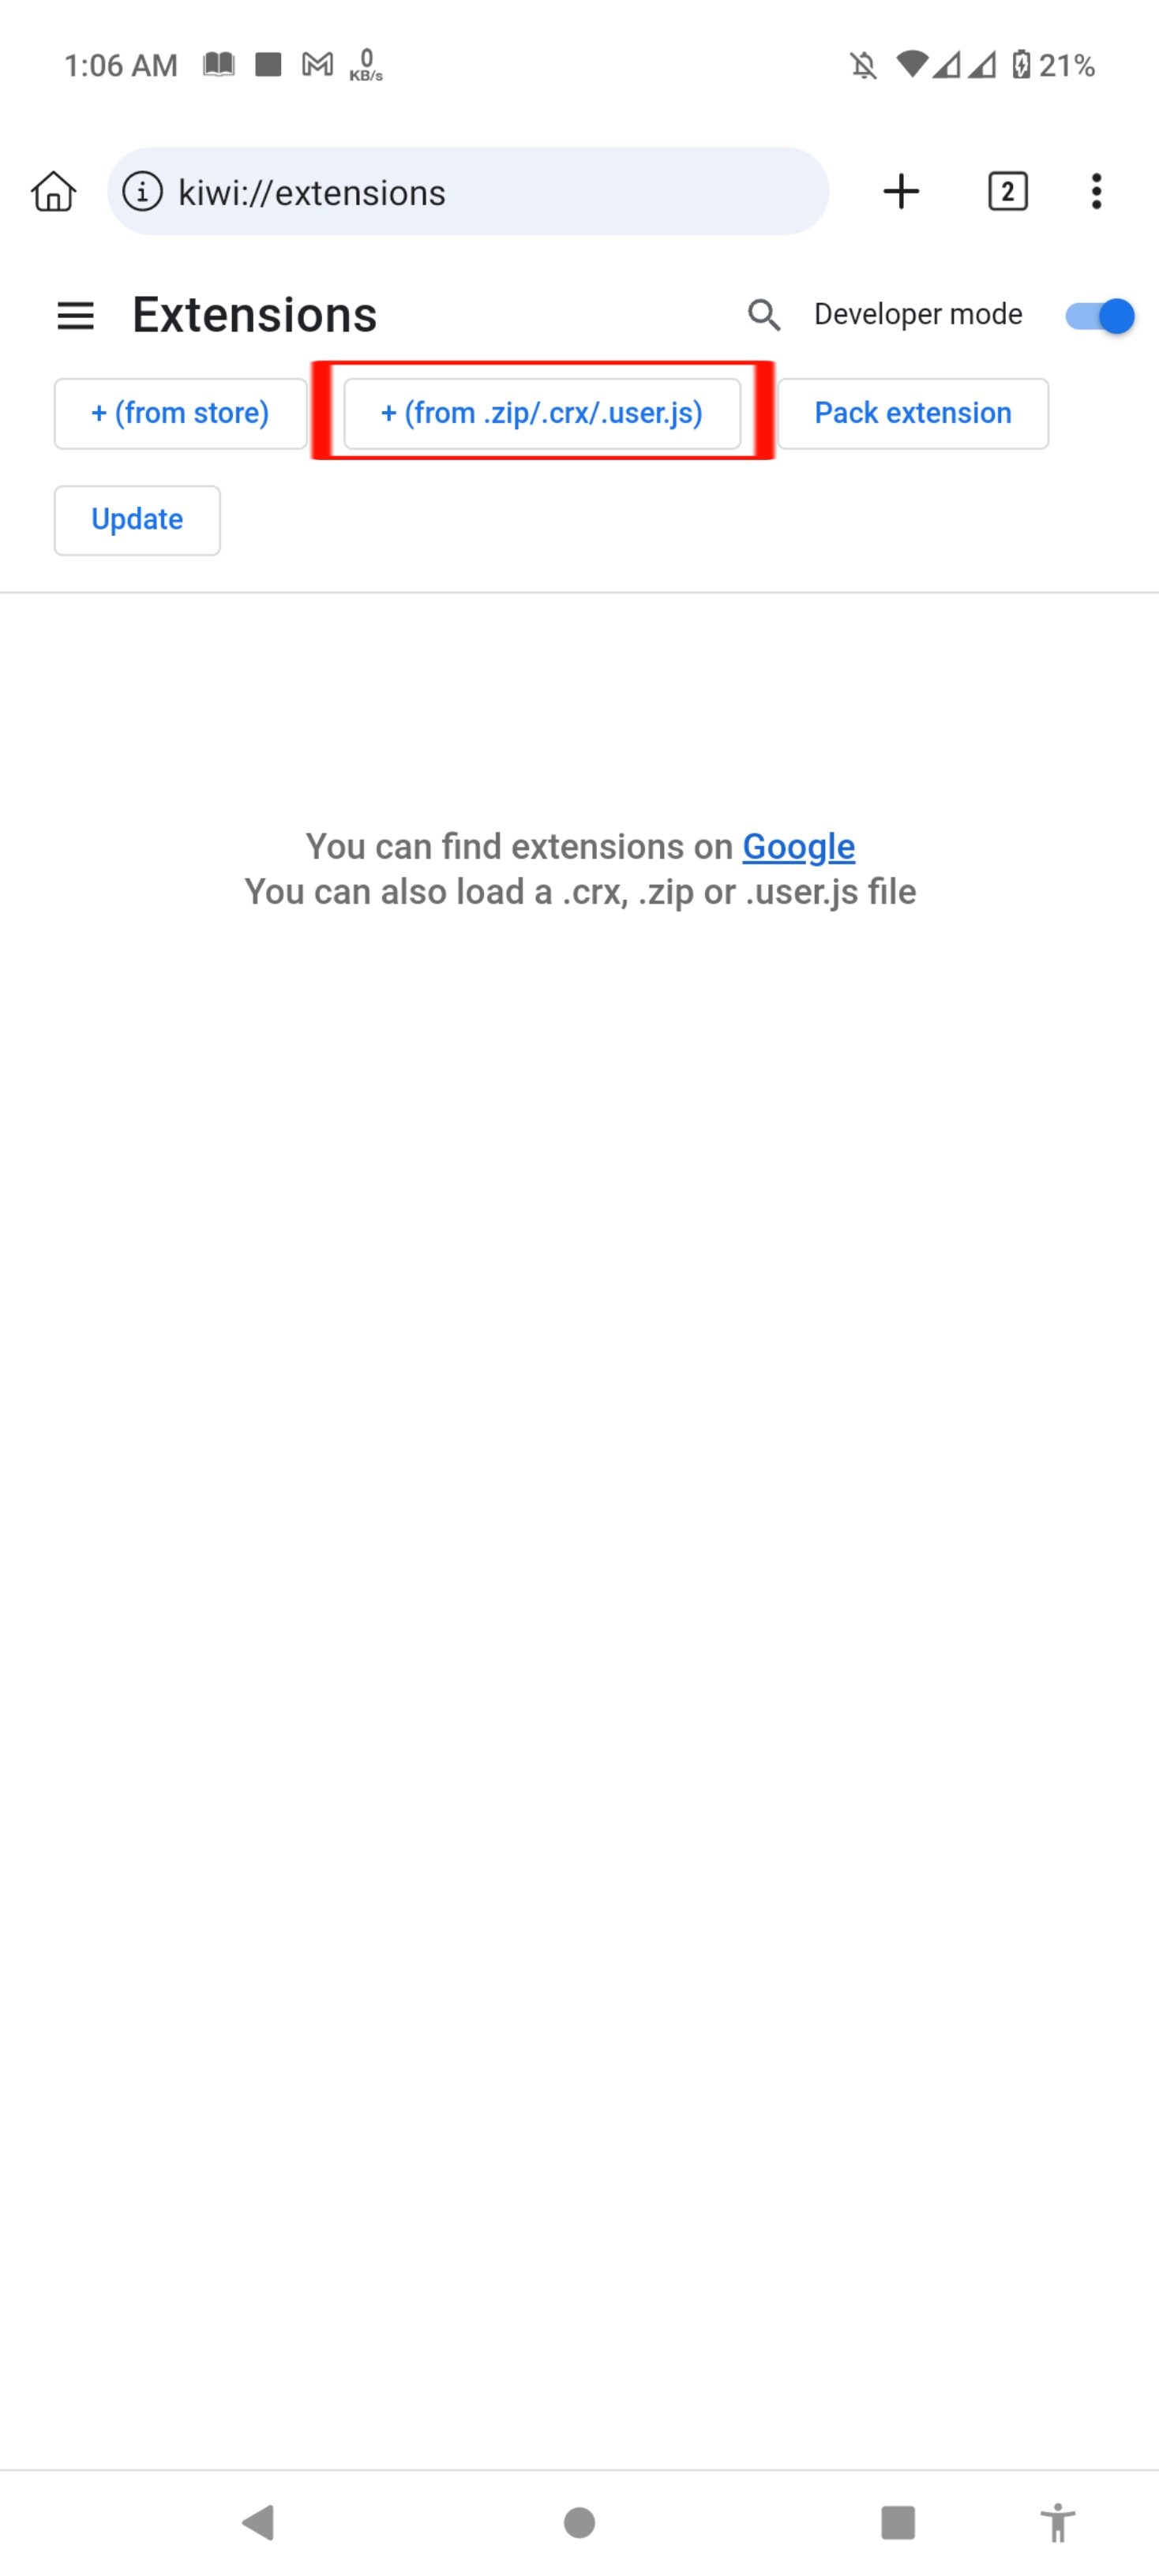 1:06 AM 0 KB/s 21%
kiwi://extensions 2
Extensions Developer mode
+ (from store) + (from .zip/.crx/.user.js) Pack extension
Update
You can find extensions on Google
You can also load a .crx, .zip or .user.js file